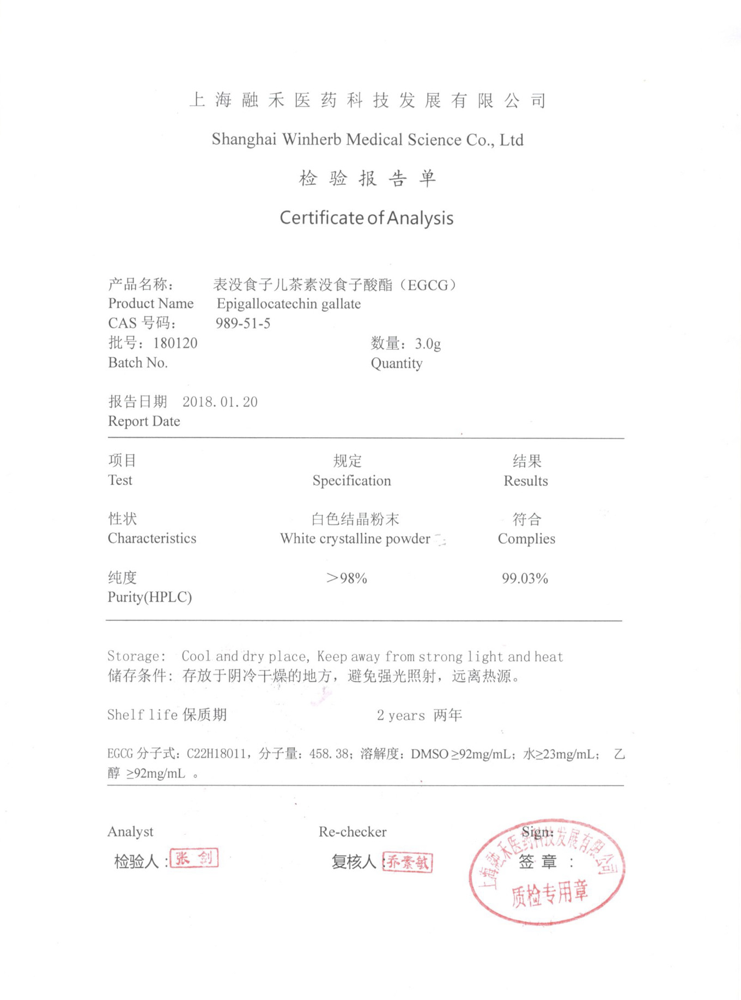 上海融禾医药科技发展有限公司
Shanghai Winherb Medical Science Co., Ltd
检验报告单
Certificate of Analysis
产品名称： 表没食子儿茶素没食子酸酯（EGCG）
Product Name Epigallocatechin gallate
CAS 号码： 989-51-5
批号：180120 数量：3.0g
Batch No. Quantity
报告日期 2018.01.20
Report Date
项目 规定 结果
Test Specification Results
性状 白色结晶粉末 符合
Characteristics White crystalline powder Complies
纯度 ＞98% 99.03%
Purity(HPLC)
Storage: Cool and dry place, Keep away from strong light and heat
储存条件：存放于阴冷干燥的地方，避免强光照射，远离热源。
Shelf life 保质期 2 years 两年
EGCG 分子式：C22H18O11，分子量：458.38；溶解度：DMSO ≥92mg/mL；水≥23mg/mL； 乙
醇 ≥92mg/mL 。
Analyst Re-checker Sign:
检验人：张剑 复核人：乔素敏 签章：
上海融禾医药科技发展有限公司
质检专用章